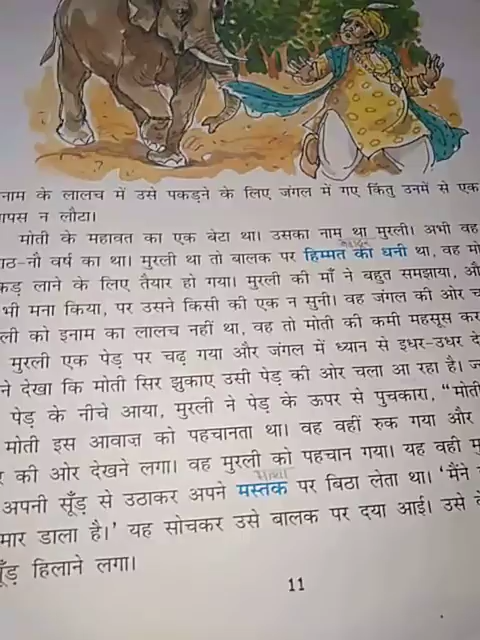 नाम के लालच में उसे पकड़ने के लिए जंगल में गए किंतु उनमें से एक
ापस न लौटा।
मोती के महावत का एक बेटा था। उसका नाम था मुरली। अभी वह
ाठ-नौ वर्ष का था। मुरली था तो बालक पर हिम्मत का धनी था, वह मो
कड़ लाने के लिए तैयार हो गया। मुरली की माँ ने बहुत समझाया, औ
भी मना किया, पर उसने किसी की एक न सुनी। वह जंगल की ओर च
ली को इनाम का लालच नहीं था, वह तो मोती की कमी महसूस कर
मुरली एक पेड़ पर चढ़ गया और जंगल में ध्यान से इधर-उधर दे
ने देखा कि मोती सिर झुकाए उसी पेड़ की ओर चला आ रहा है। ज
पेड़ के नीचे आया, मुरली ने पेड़ के ऊपर से पुचकारा, “मोती
मोती इस आवाज़ को पहचानता था। वह वहीं रुक गया और
की ओर देखने लगा। वह मुरली को पहचान गया। यह वही मु
माथा
अपनी सूँड़ से उठाकर अपने मस्तक पर बिठा लेता था। ‘मैंने
मार डाला है।’ यह सोचकर उसे बालक पर दया आई। उसे
ूँड़ हिलाने लगा।
11